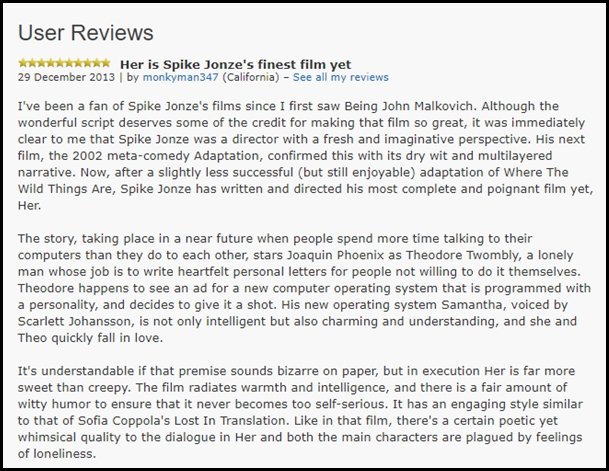 User Reviews
Her is Spike Jonze's finest film yet
29 December 2013 | by monkyman347 (California) – See all my reviews
I've been a fan of Spike Jonze's films since I first saw Being John Malkovich. Although the
wonderful script deserves some of the credit for making that film so great, it was immediately
clear to me that Spike Jonze was a director with a fresh and imaginative perspective. His next
film, the 2002 meta-comedy Adaptation, confirmed this with its dry wit and multilayered
narrative. Now, after a slightly less successful (but still enjoyable) adaptation of Where The
Wild Things Are, Spike Jonze has written and directed his most complete and poignant film yet,
Her.
The story, taking place in a near future when people spend more time talking to their
computers than they do to each other, stars Joaquin Phoenix as Theodore Twombly, a lonely
man whose job is to write heartfelt personal letters for people not willing to do it themselves.
Theodore happens to see an ad for a new computer operating system that is programmed with
a personality, and decides to give it a shot. His new operating system Samantha, voiced by
Scarlett Johansson, is not only intelligent but also charming and understanding, and she and
Theo quickly fall in love.
It's understandable if that premise sounds bizarre on paper, but in execution Her is far more
sweet than creepy. The film radiates warmth and intelligence, and there is a fair amount of
witty humor to ensure that it never becomes too self-serious. It has an engaging style similar
to that of Sofia Coppola's Lost In Translation. Like in that film, there's a certain poetic yet
whimsical quality to the dialogue in Her and both the main characters are plagued by feelings
of loneliness.